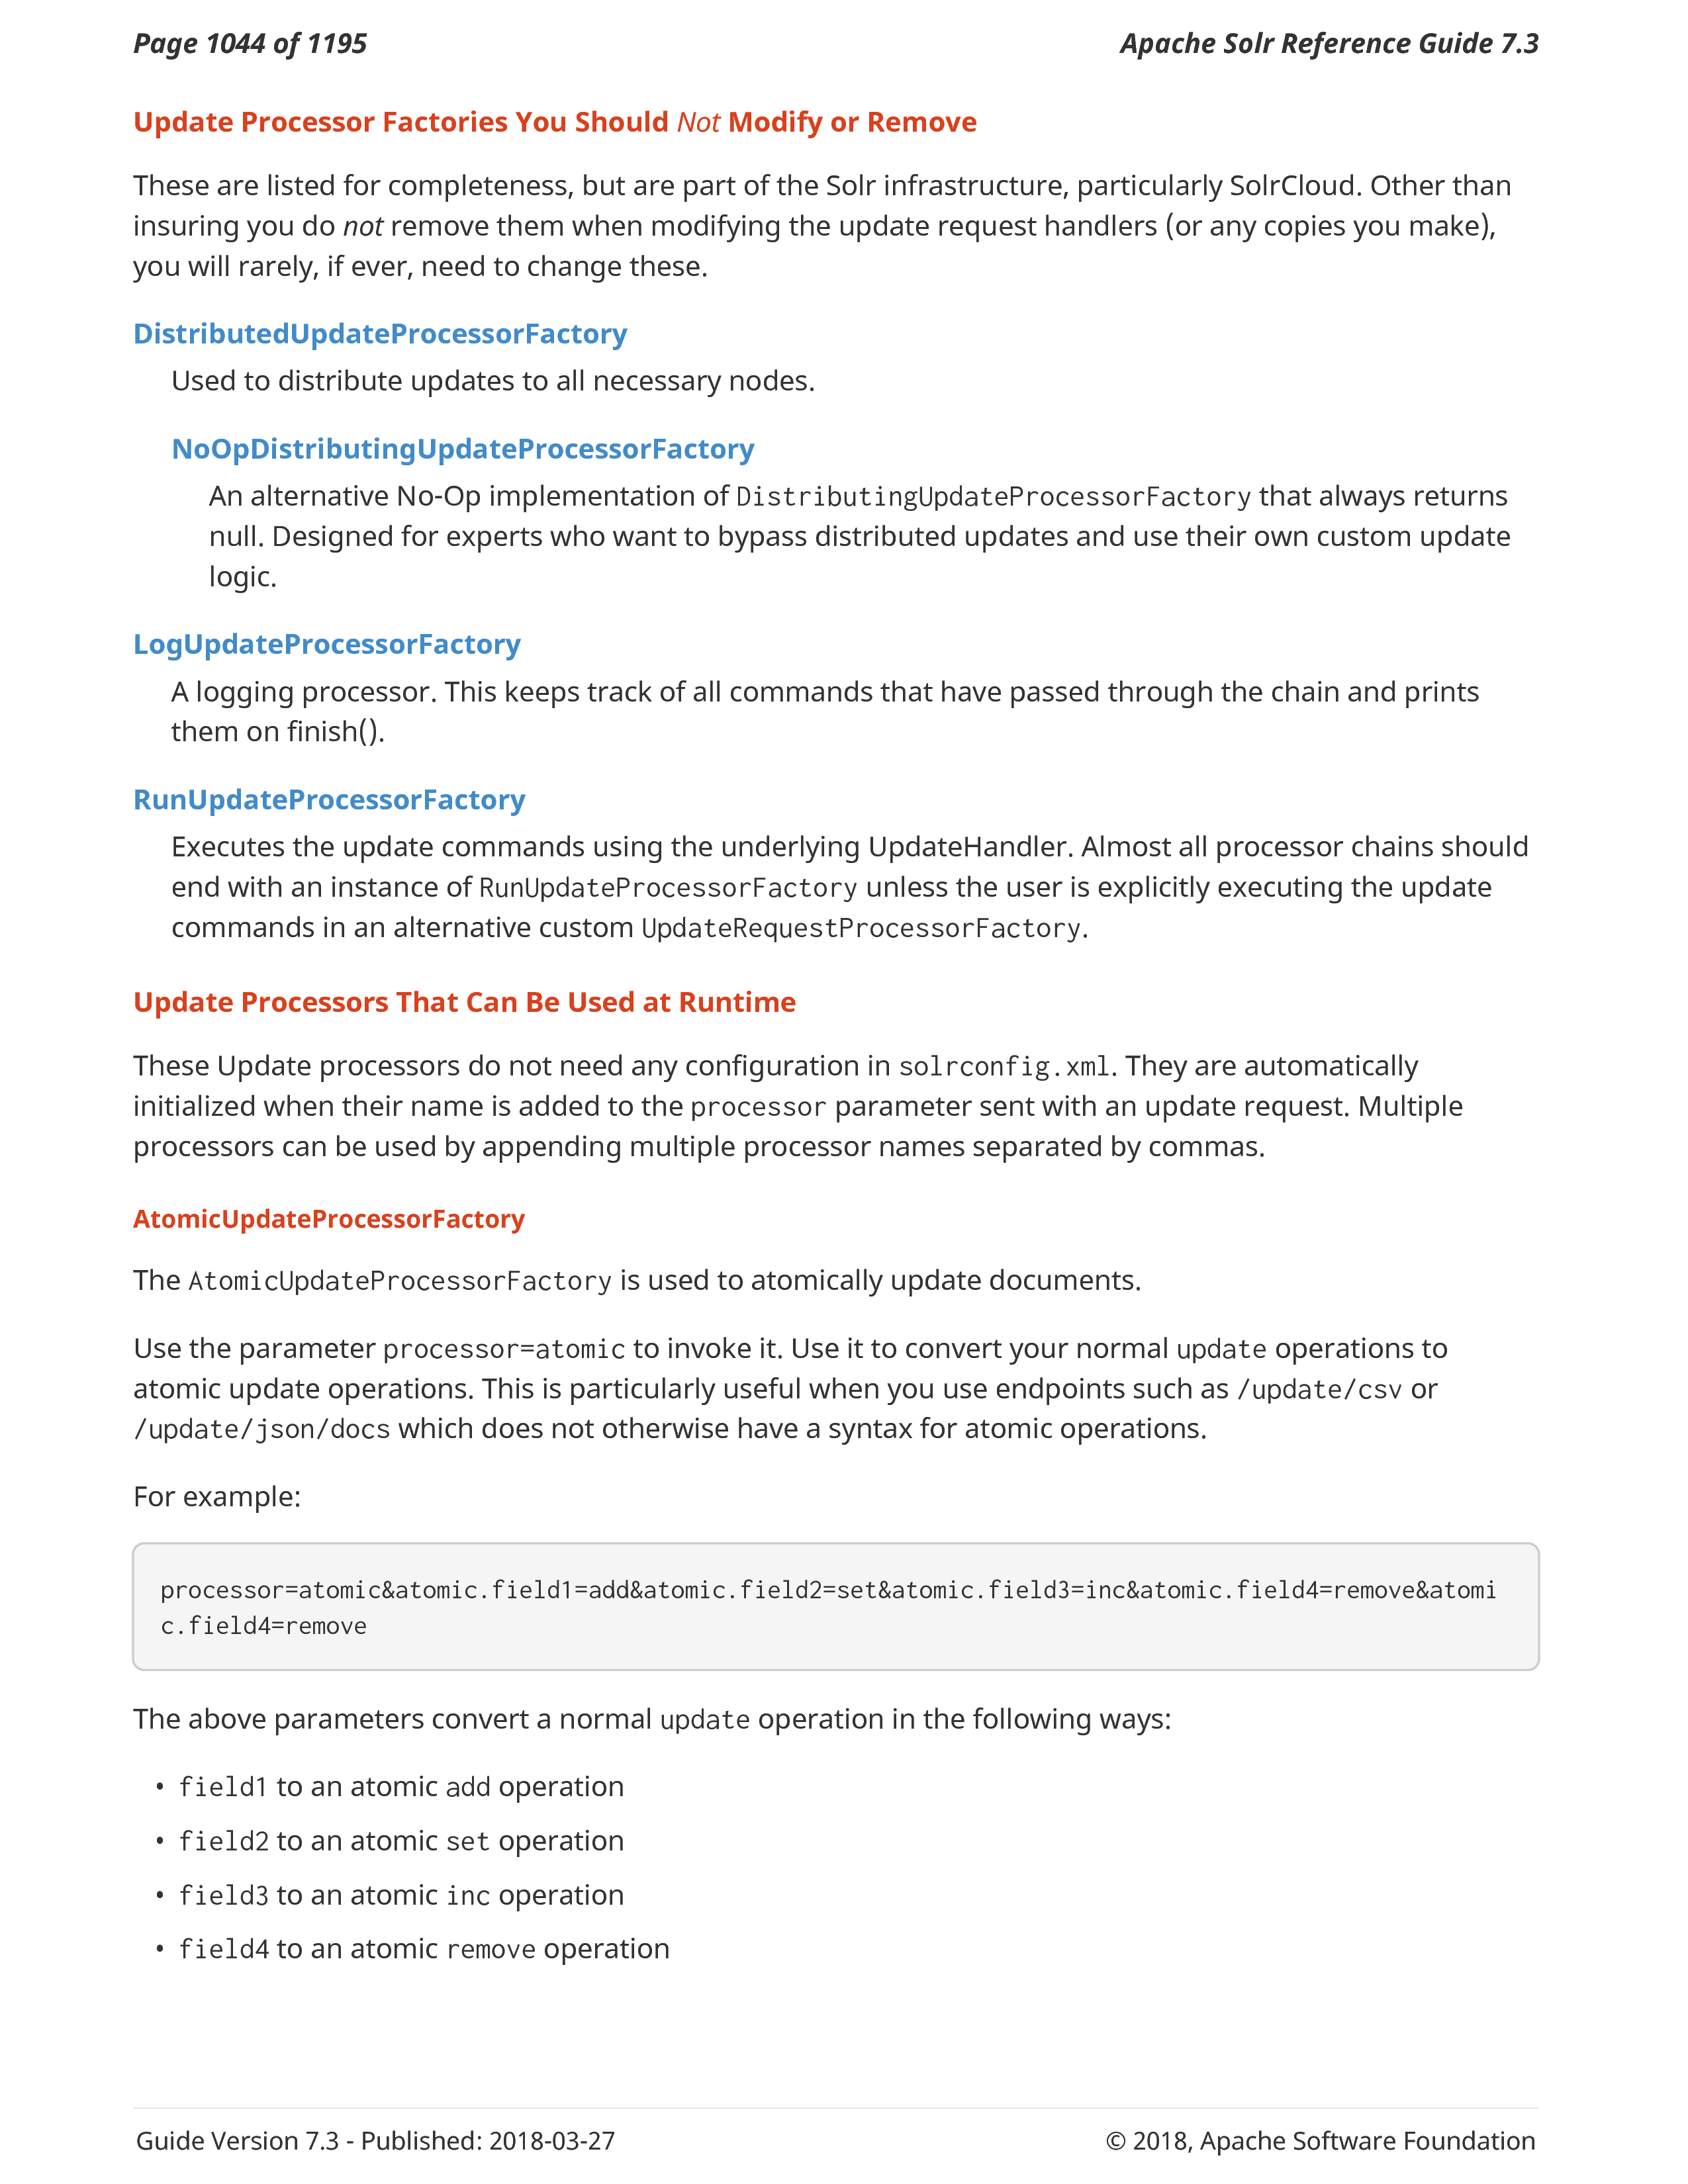 Page 1044 of 1195
Apache Solr Reference Guide 7.3
Update Processor Factories You Should Not Modify or Remove
These are listed for completeness, but are part of the Solr infrastructure, particularly SolrCloud. Other than
insuring you do not remove them when modifying the update request handlers (or any copies you make),
you will rarely, if ever, need to change these.
DistributedUpdateProcessorFactory
Used to distribute updates to all necessary nodes.
NoOpDistributingUpdateProcessorFactory
An alternative No-Op implementation of DistributingUpdateProcessorFactory that always returns
null. Designed for experts who want to bypass distributed updates and use their own custom update
logic.
LogUpdateProcessorFactory
A logging processor. This keeps track of all commands that have passed through the chain and prints
them on finish().
RunUpdateProcessorFactory
Executes the update commands using the underlying UpdateHandler. Almost all processor chains should
end with an instance of RunUpdateProcessorFactory unless the user is explicitly executing the update
commands in an alternative custom UpdateRequestProcessorFactory.
Update Processors That Can Be Used at Runtime
These Update processors do not need any configuration in solrconfig.xml. They are automatically
initialized when their name is added to the processor parameter sent with an update request. Multiple
processors can be used by appending multiple processor names separated by commas.
AtomicUpdateProcessorFactory
The AtomicUpdateProcessorFactory is used to atomically update documents.
Use the parameter processor=atomic to invoke it. Use it to convert your normal update operations to
atomic update operations. This is particularly useful when you use endpoints such as /update/csv or
/update/json/docs which does not otherwise have a syntax for atomic operations.
For example:
processor=atomic&atomic.field1=add&atomic.field2=set&atomic.field3=inc&atomic.field4=remove&atomi
c.field4=remove
The above parameters convert a normal update operation in the following ways:
• field1 to an atomic add operation
• field2 to an atomic set operation
• field3 to an atomic inc operation
• field4 to an atomic remove operation
Guide Version 7.3 - Published: 2018-03-27
© 2018, Apache Software Foundation